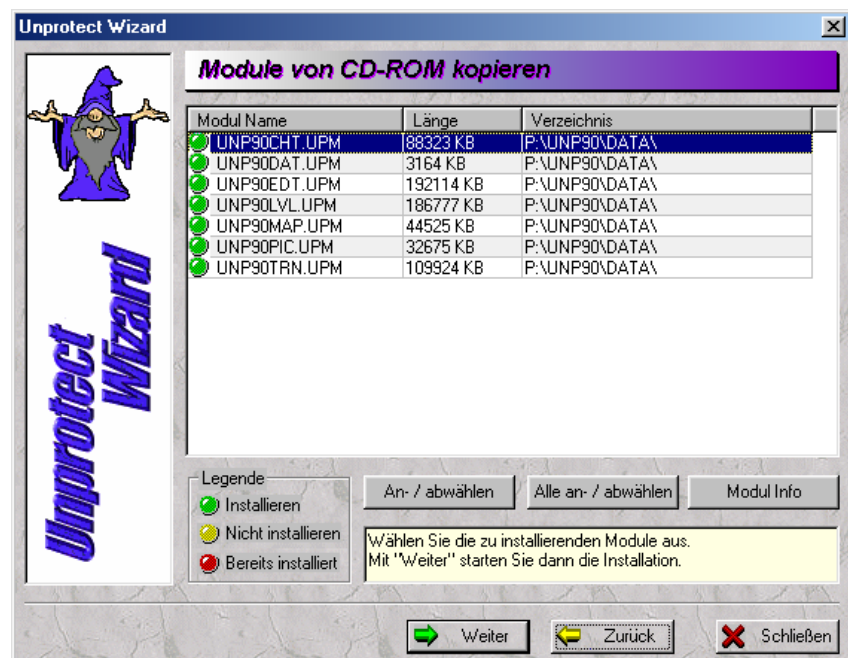 Unprotect Wizard
Module von CD-ROM kopieren
Modul Name Länge Verzeichnis
UNP90CHT.UPM 88323 KB P:\UNP90\DATA\
UNP90DAT.UPM 3164 KB P:\UNP90\DATA\
UNP90EDT.UPM 192114 KB P:\UNP90\DATA\
UNP90LVL.UPM 186777 KB P:\UNP90\DATA\
UNP90MAP.UPM 44525 KB P:\UNP90\DATA\
UNP90PIC.UPM 32675 KB P:\UNP90\DATA\
UNP90TRN.UPM 109924 KB P:\UNP90\DATA\
Unprotect
Wizard
Legende
Installieren
Nicht installieren
Bereits installiert
An- / abwählen
Alle an- / abwählen
Modul Info
Wählen Sie die zu installierenden Module aus.
Mit "Weiter" starten Sie dann die Installation.
Weiter
Zurück
Schließen